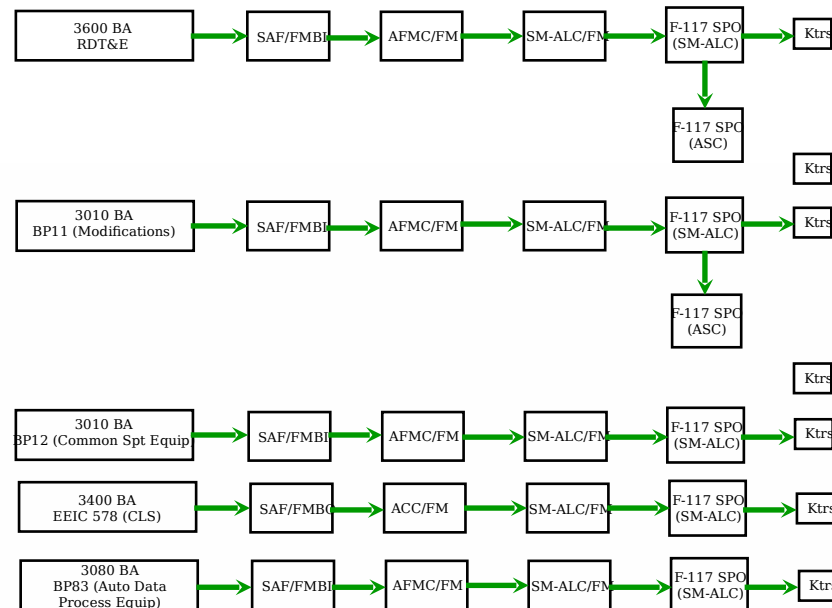 3600 BA
RDT&E
SAF/FMBI
AFMC/FM
SM-ALC/FM
F-117 SPO
(SM-ALC)
Ktrs
F-117 SPO
(ASC)
Ktrs
3010 BA
BP11 (Modifications)
SAF/FMBI
AFMC/FM
SM-ALC/FM
F-117 SPO
(SM-ALC)
Ktrs
F-117 SPO
(ASC)
Ktrs
3010 BA
BP12 (Common Spt Equip)
SAF/FMBI
AFMC/FM
SM-ALC/FM
F-117 SPO
(SM-ALC)
Ktrs
3400 BA
EEIC 578 (CLS)
SAF/FMBO
ACC/FM
SM-ALC/FM
F-117 SPO
(SM-ALC)
Ktrs
3080 BA
BP83 (Auto Data
Process Equip)
SAF/FMBI
AFMC/FM
SM-ALC/FM
F-117 SPO
(SM-ALC)
Ktr